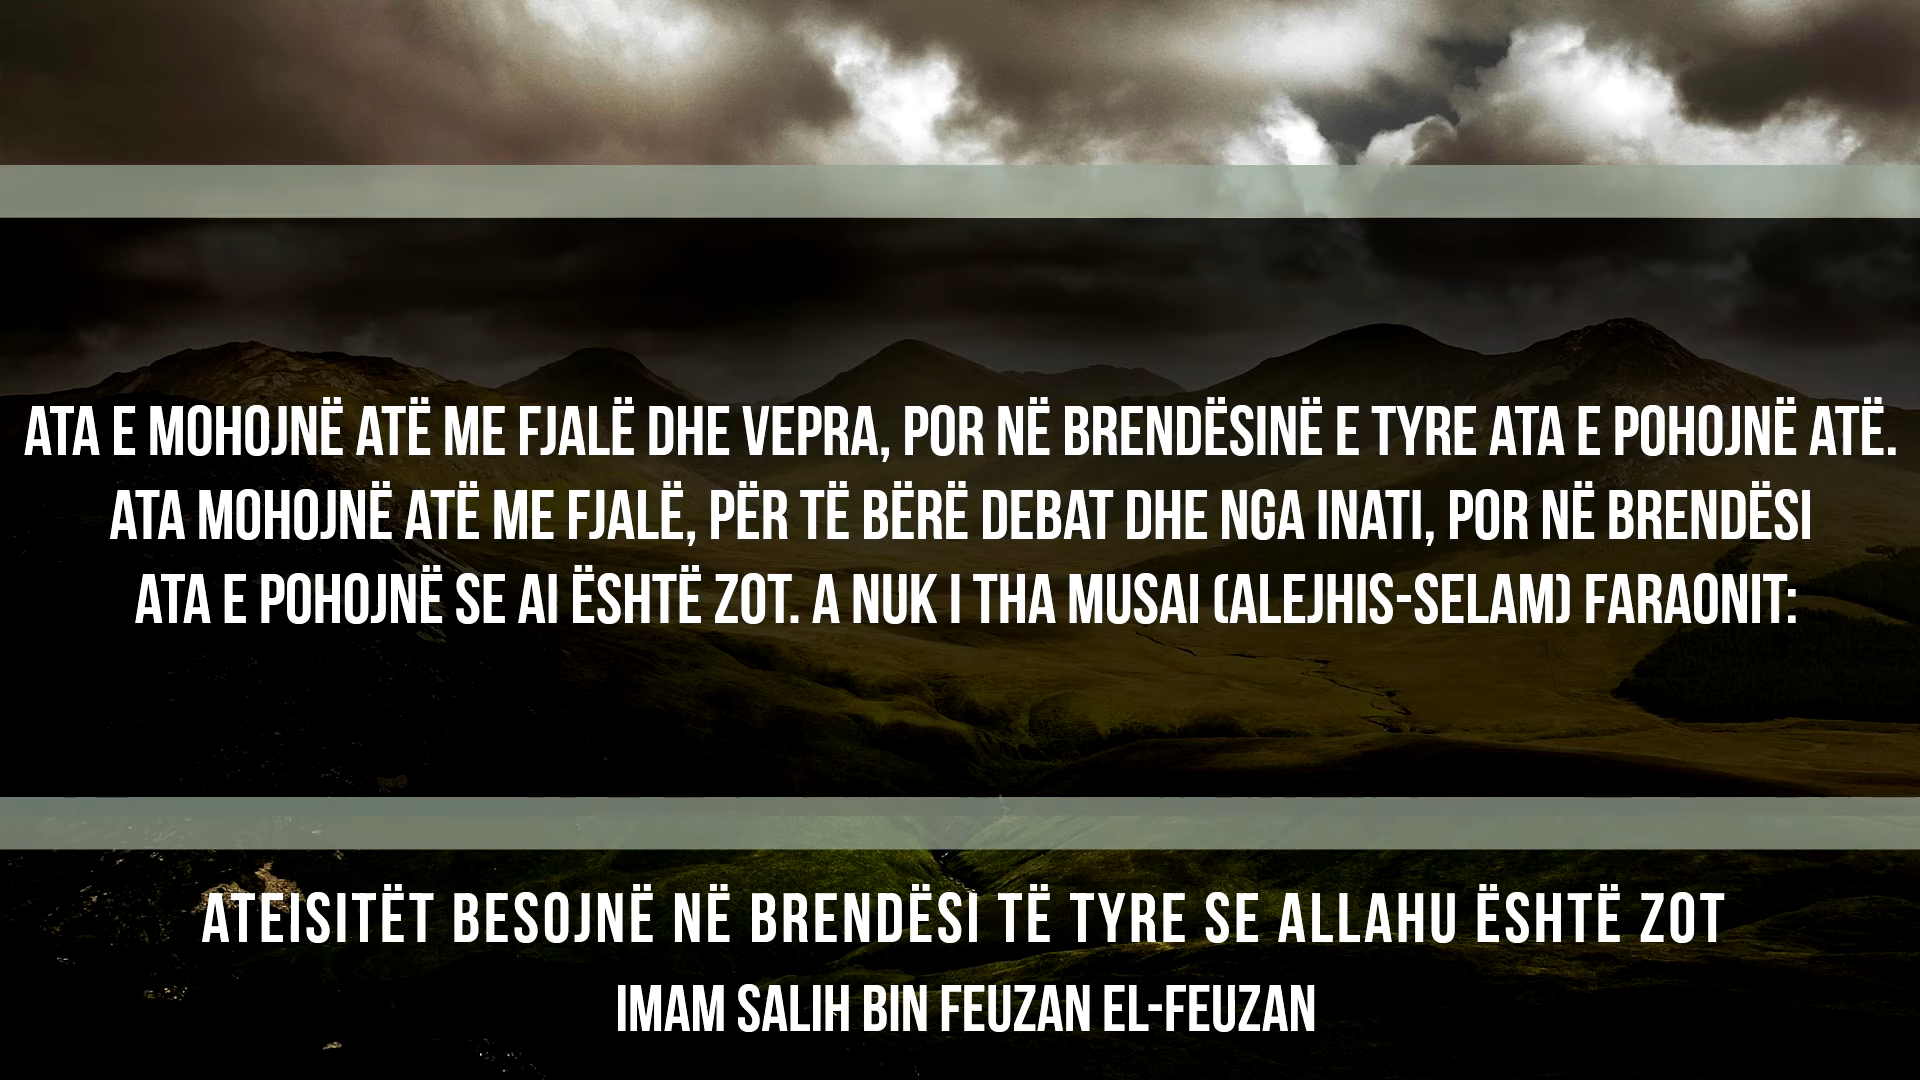 ATA E MOHOJNË ATË ME FJALË DHE VEPRA, POR NË BRENDËSINË E TYRE ATA E POHOJNË ATË.
ATA MOHOJNË ATË ME FJALË, PËR TË BËRË DEBAT DHE NGA INATI, POR NË BRENDËSI
ATA E POHOJNË SE AI ËSHTË ZOT. A NUK I THA MUSAI (ALEJHIS-SELAM) FARAONIT:
ATEISITËT BESOJNË NË BRENDËSI TË TYRE SE ALLAHU ËSHTË ZOT
IMAM SALIH BIN FEUZAN EL-FEUZAN